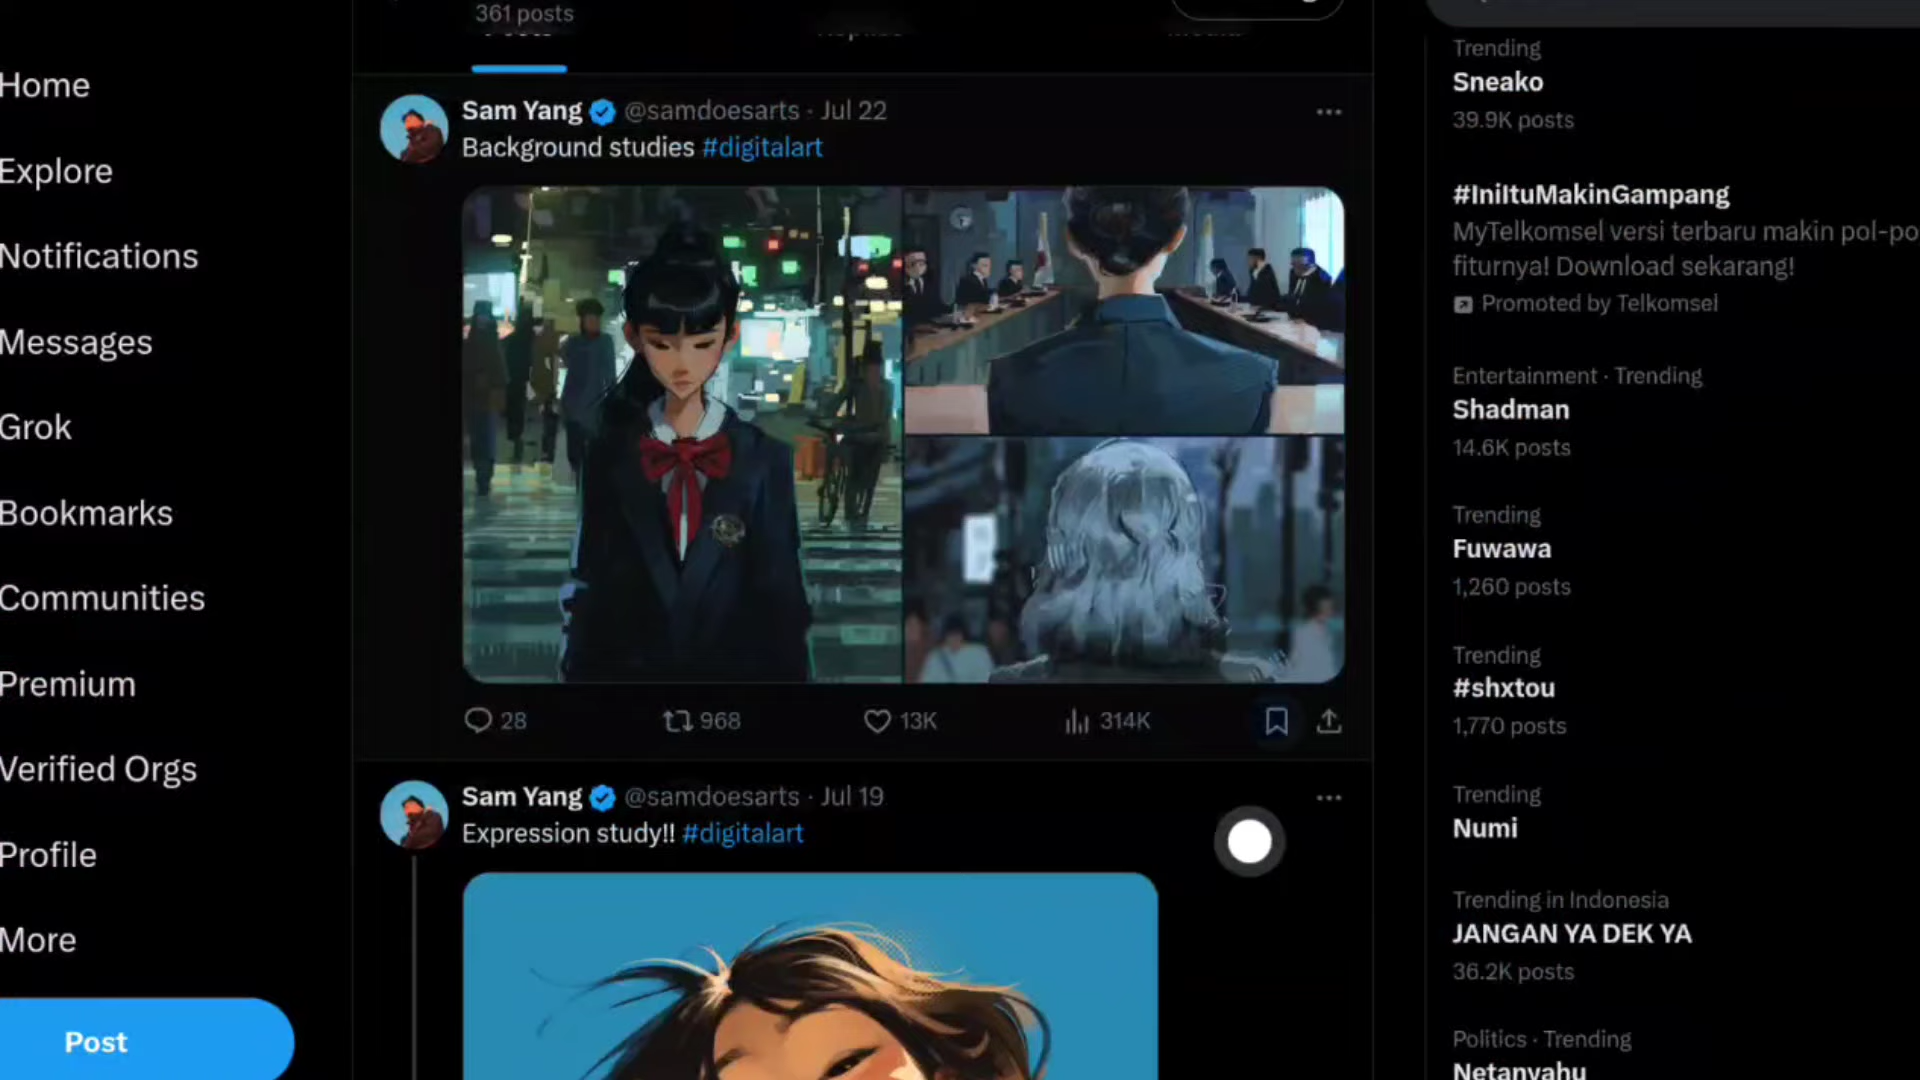 Home
Explore
Notifications
Messages
Grok
Bookmarks
Communities
Premium
Verified Orgs
Profile
More
Post
361 posts
Sam Yang @samdoesarts · Jul 22
Background studies #digitalart
28
968
13K
314K
Sam Yang @samdoesarts · Jul 19
Expression study!! #digitalart
Trending
Sneako
39.9K posts
#IniItuMakinGampang
MyTelkomsel versi terbaru makin pol-po
fiturnya! Download sekarang!
Promoted by Telkomsel
Entertainment · Trending
Shadman
14.6K posts
Trending
Fuwawa
1,260 posts
Trending
#shxtou
1,770 posts
Trending
Numi
Trending in Indonesia
JANGAN YA DEK YA
36.2K posts
Politics · Trending
Netanyahu